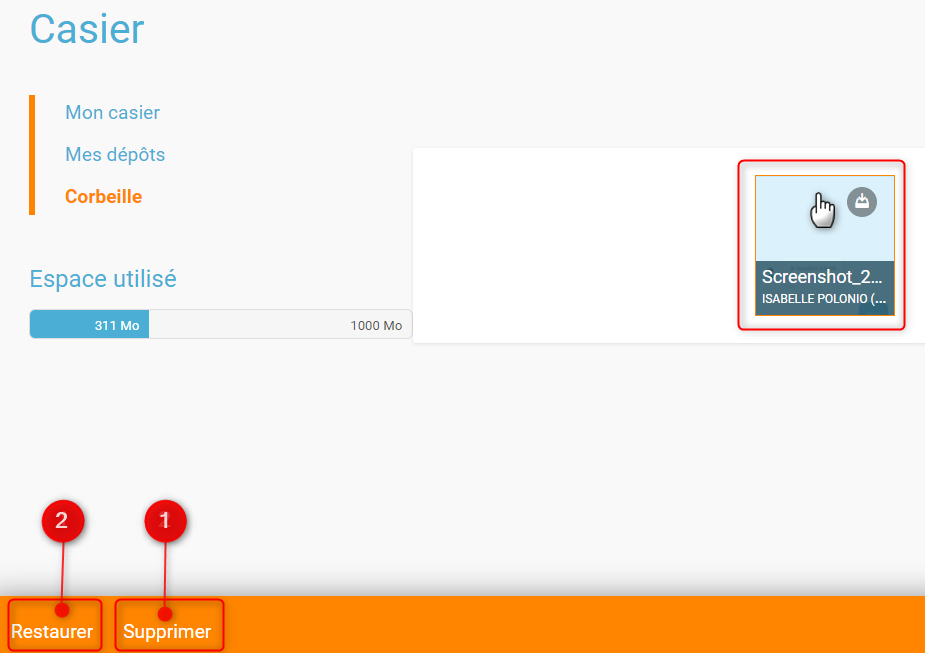 Casier
Mon casier
Mes dépôts
Corbeille
Espace utilisé
311 Mo
1000 Mo
Screenshot_2...
ISABELLE POLONIO (...
2
1
Restaurer
Supprimer